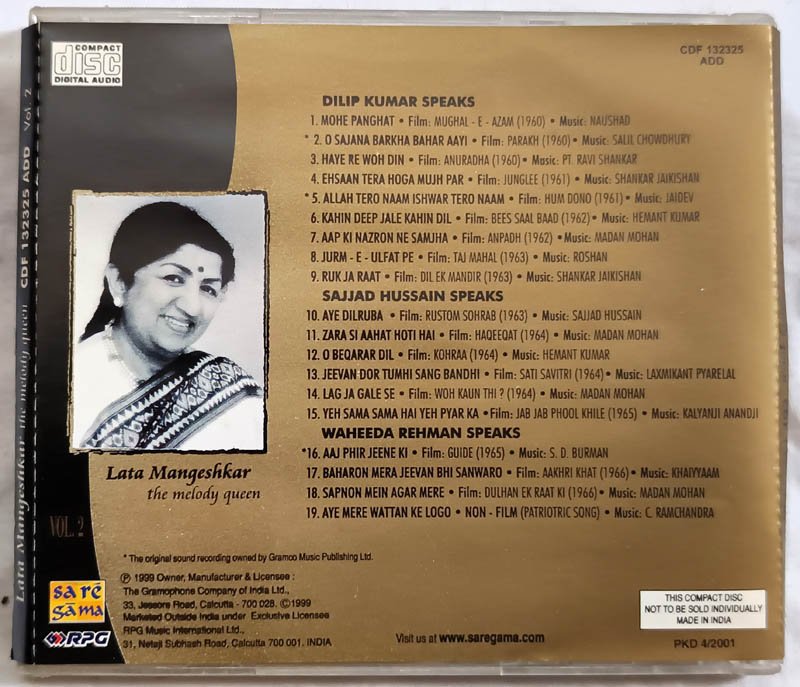 COMPACT
disc
DIGITAL AUDIO
CDF 132325
ADD
DILIP KUMAR SPEAKS
1. MOHE PANGHAT • Film: MUGHAL - E - AZAM (1960) • Music: NAUSHAD
* 2. O SAJANA BARKHA BAHAR AAYI • Film: PARAKH (1960) • Music: SALIL CHOWDHURY
3. HAYE RE WOH DIN • Film: ANURADHA (1960) • Music: PT. RAVI SHANKAR
4. EHSAAN TERA HOGA MUJH PAR • Film: JUNGLEE (1961) • Music: SHANKAR JAIKISHAN
* 5. ALLAH TERO NAAM ISHWAR TERO NAAM • Film: HUM DONO (1961) • Music: JAIDEV
6. KAHIN DEEP JALE KAHIN DIL • Film: BEES SAAL BAAD (1962) • Music: HEMANT KUMAR
7. AAP KI NAZRON NE SAMJHA • Film: ANPADH (1962) • Music: MADAN MOHAN
8. JURM - E - ULFAT PE • Film: TAJ MAHAL (1963) • Music: ROSHAN
9. RUK JA RAAT • Film: DIL EK MANDIR (1963) • Music: SHANKAR JAIKISHAN
SAJJAD HUSSAIN SPEAKS
10. AYE DILRUBA • Film: RUSTOM SOHRAB (1963) • Music: SAJJAD HUSSAIN
11. ZARA SI AAHAT HOTI HAI • Film: HAQEEQAT (1964) • Music: MADAN MOHAN
12. O BEQARAR DIL • Film: KOHRAA (1964) • Music: HEMANT KUMAR
13. JEEVAN DOR TUMHI SANG BANDHI • Film: SATI SAVITRI (1964) • Music: LAXMIKANT PYARELAL
14. LAG JA GALE SE • Film: WOH KAUN THI ? (1964) • Music: MADAN MOHAN
15. YEH SAMA SAMA HAI YEH PYAR KA • Film: JAB JAB PHOOL KHILE (1965) • Music: KALYANJI ANANDJI
WAHEEDA REHMAN SPEAKS
*16. AAJ PHIR JEENE KI • Film: GUIDE (1965) • Music: S. D. BURMAN
17. BAHARON MERA JEEVAN BHI SANWARO • Film: AAKHRI KHAT (1966) • Music: KHAIYYAAM
18. SAPNON MEIN AGAR MERE • Film: DULHAN EK RAAT KI (1966) • Music: MADAN MOHAN
19. AYE MERE WATTAN KE LOGO • NON - FILM (PATRIOTRIC SONG) • Music: C. RAMCHANDRA
Lata Mangeshkar
the melody queen
VOL. 2
* The original sound recording owned by Gramco Music Publishing Ltd.
℗ 1999 Owner, Manufacturer & Licensee :
The Gramophone Company of India Ltd.,
33, Jessore Road, Calcutta - 700 028. ©1999
Marketed Outside India under Exclusive Licensee
RPG Music International Ltd.,
31, Netaji Subhash Road, Calcutta 700 001. INDIA
Visit us at www.saregama.com
THIS COMPACT DISC
NOT TO BE SOLD INDIVIDUALLY
MADE IN INDIA
PKD 4/2001
sa rē
gāma
RPG
Lata Mangeshkar the melody queen CDF 132325 ADD Vol. 2